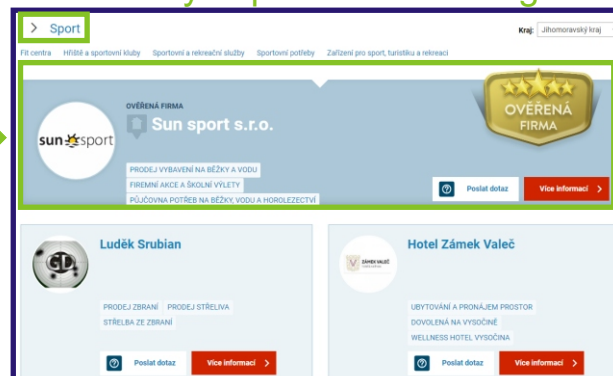 Sport
Kraj: Jihomoravský kraj
Fit centra Hřiště a sportovní kluby Sportovní a rekreační služby Sportovní potřeby Zařízení pro sport, turistiku a rekreaci
OVĚŘENÁ FIRMA
Sun sport s.r.o.
sun sport
OVĚŘENÁ
FIRMA
PRODEJ VYBAVENÍ NA BĚŽKY A VODU
FIREMNÍ AKCE A ŠKOLNÍ VÝLETY
PŮJČOVNA POTŘEB NA BĚŽKY, VODU A HOROLEZECTVÍ
Poslat dotaz Více informací
Luděk Srubian
GD
PRODEJ ZBRANÍ PRODEJ STŘELIVA
STŘELBA ZE ZBRANÍ
Poslat dotaz Více informací
Hotel Zámek Valeč
ZÁMEK VALEČ
UBYTOVÁNÍ A PRONÁJEM PROSTOR
DOVOLENÁ NA VYSOČINĚ
WELLNESS HOTEL VYSOČINA
Poslat dotaz Více informací